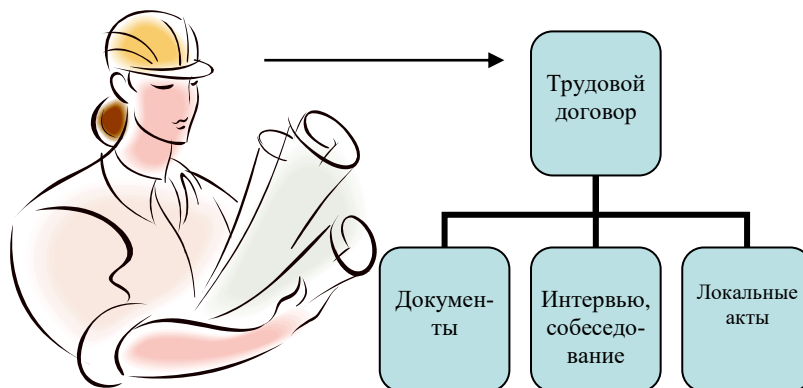 Трудовой
договор
Докумен-
ты
Интервью,
собеседо-
вание
Локальные
акты